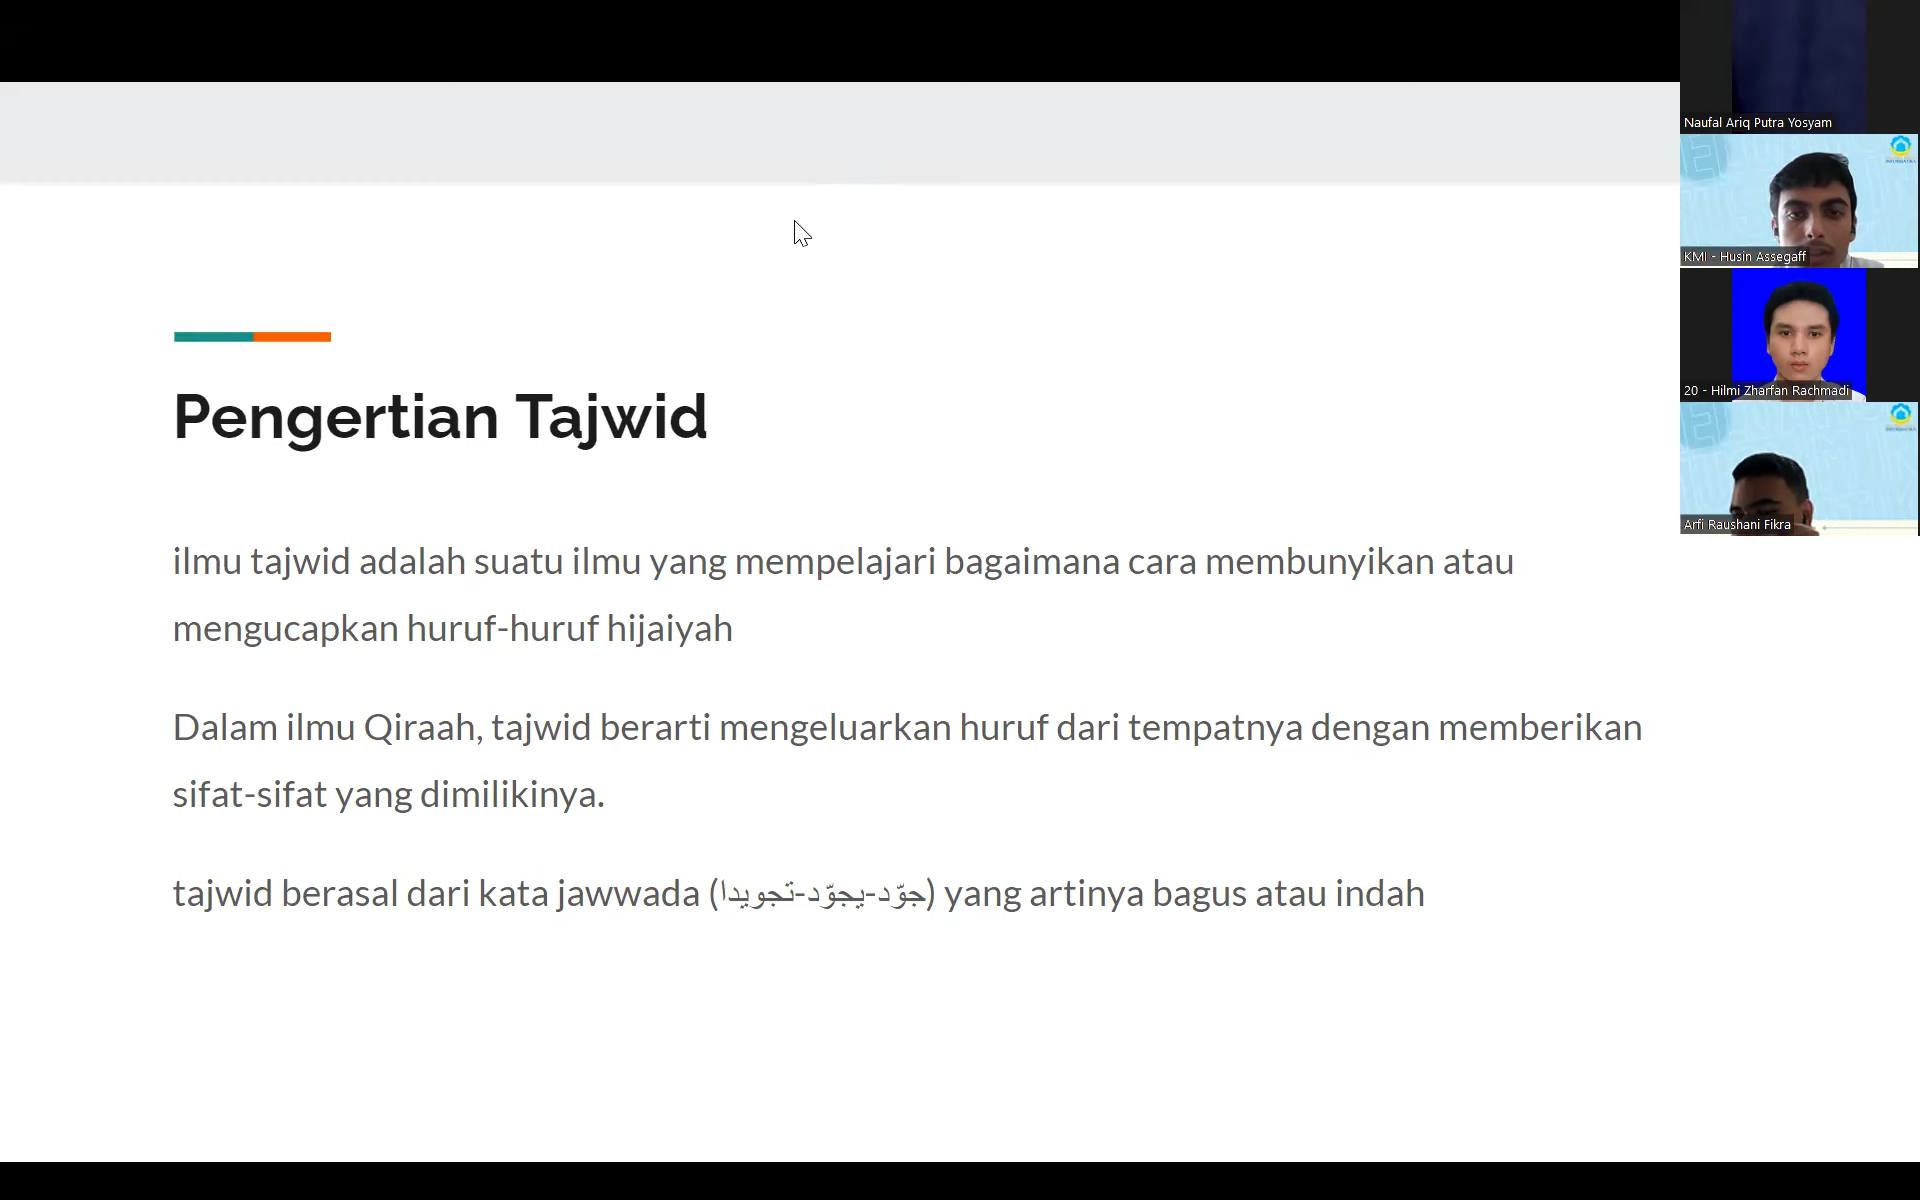 Pengertian Tajwid
ilmu tajwid adalah suatu ilmu yang mempelajari bagaimana cara membunyikan atau
mengucapkan huruf-huruf hijaiyah
Dalam ilmu Qiraah, tajwid berarti mengeluarkan huruf dari tempatnya dengan memberikan
sifat-sifat yang dimilikinya.
tajwid berasal dari kata jawwada (جوّد-يجوّد-تجويدا) yang artinya bagus atau indah
Naufal Ariq Putra Yosyam
KMI - Husin Assegaff
20 - Hilmi Zharfan Rachmadi
Arfi Raushani Fikra